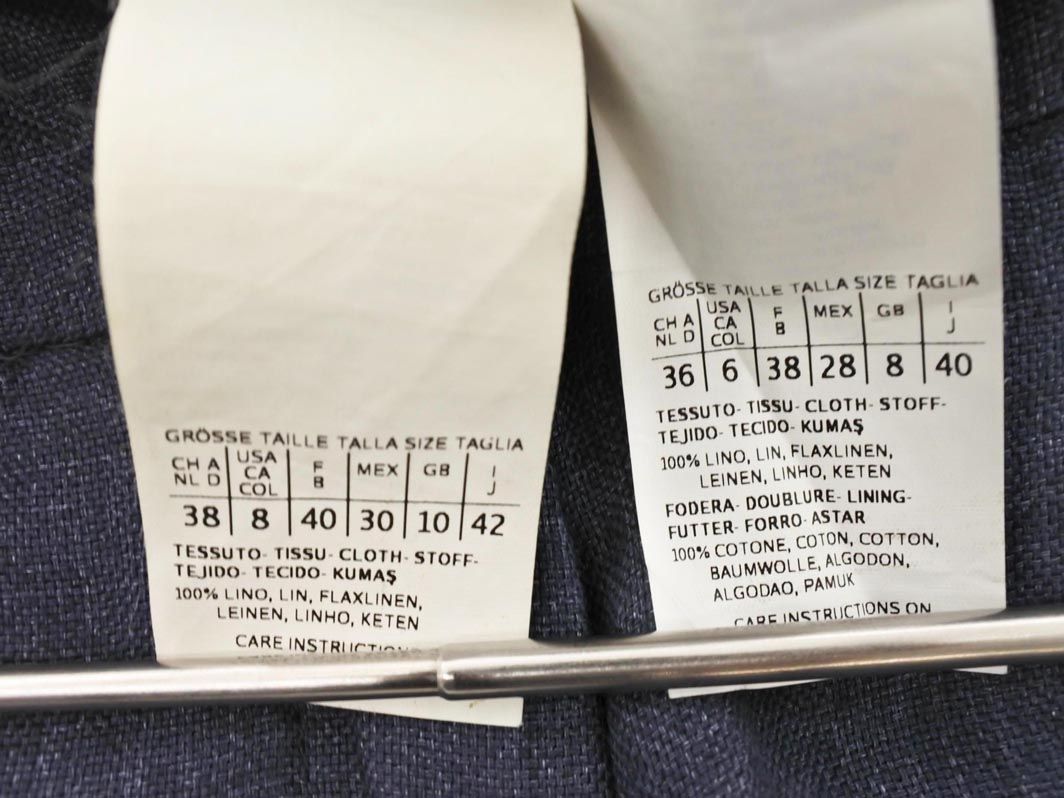 GRÖSSE TAILLE TALLA SIZE TAGLIA
CH A USA F MEX GB I
NL D CA B J
COL
38 8 40 30 10 42
TESSUTO- TISSU- CLOTH- STOFF-
TEJIDO- TECIDO- KUMAŞ
100% LINO, LIN, FLAXLINEN,
LEINEN, LINHO, KETEN
CARE
GRÖSSE TAILLE TALLA SIZE TAGLIA
CH A USA F MEX GB I
NL D CA B J
COL
36 6 38 28 8 40
TESSUTO- TISSU- CLOTH- STOFF-
TEJIDO- TECIDO- KUMAŞ
100% LINO, LIN, FLAXLINEN,
LEINEN, LINHO, KETEN
FODERA- DOUBLURE- LINING-
FUTTER- FORRO- ASTAR
100% COTONE, COTON, COTTON,
BAUMWOLLE, ALGODON,
ALGODAO, PAMUK
CARE INSTRUCTIONS ON